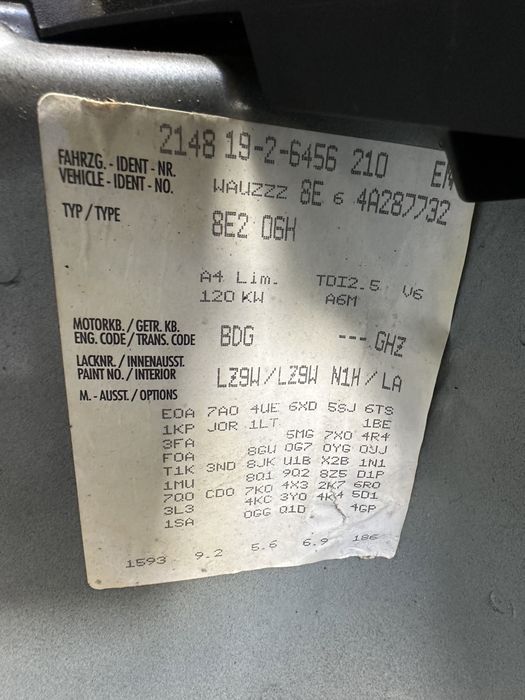 2148 19-2-6456 210
FAHRZG. - IDENT - NR.
VEHICLE - IDENT - NO. WAUZZZ 8E 6 4A287732
TYP / TYPE 8E2 06H
A4 Lim. TDI2.5 V6
120 KW A6M
MOTORKB. / GETR. KB.
ENG. CODE / TRANS. CODE BDG --- GHZ
LACKNR. / INNENAUSST.
PAINT NO. / INTERIOR LZ9W/LZ9W N1H/LA
M. - AUSST. / OPTIONS
E0A 7A0 4UE 6XD 5SJ 6TS
1KP J0R 1LT 1BE
3FA 5MG 7X0 4R4
F0A 8GU 0G7 0YG 0JJ
T1K 3ND 8JK U1B X2B 1N1
1MU 8Q1 9Q2 8Z5 D1P
7Q0 CD0 7K0 4X3 2K7 6R0
3L3 4KC 3Y0 4K4 5D1
1SA 0GG Q1D 4GP
1593 9.2 5.6 6.9 186